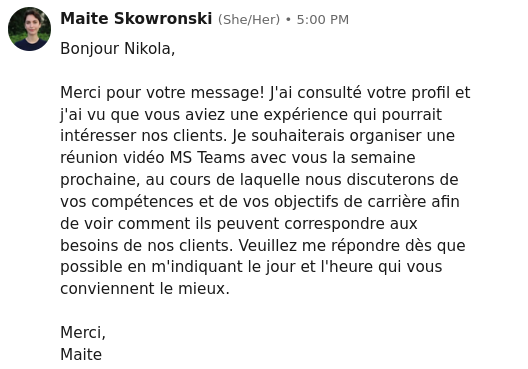 Maite Skowronski (She/Her) • 5:00 PM
Bonjour Nikola,
Merci pour votre message! J'ai consulté votre profil et
j'ai vu que vous aviez une expérience qui pourrait
intéresser nos clients. Je souhaiterais organiser une
réunion vidéo MS Teams avec vous la semaine
prochaine, au cours de laquelle nous discuterons de
vos compétences et de vos objectifs de carrière afin
de voir comment ils peuvent correspondre aux
besoins de nos clients. Veuillez me répondre dès que
possible en m'indiquant le jour et l'heure qui vous
conviennent le mieux.
Merci,
Maite